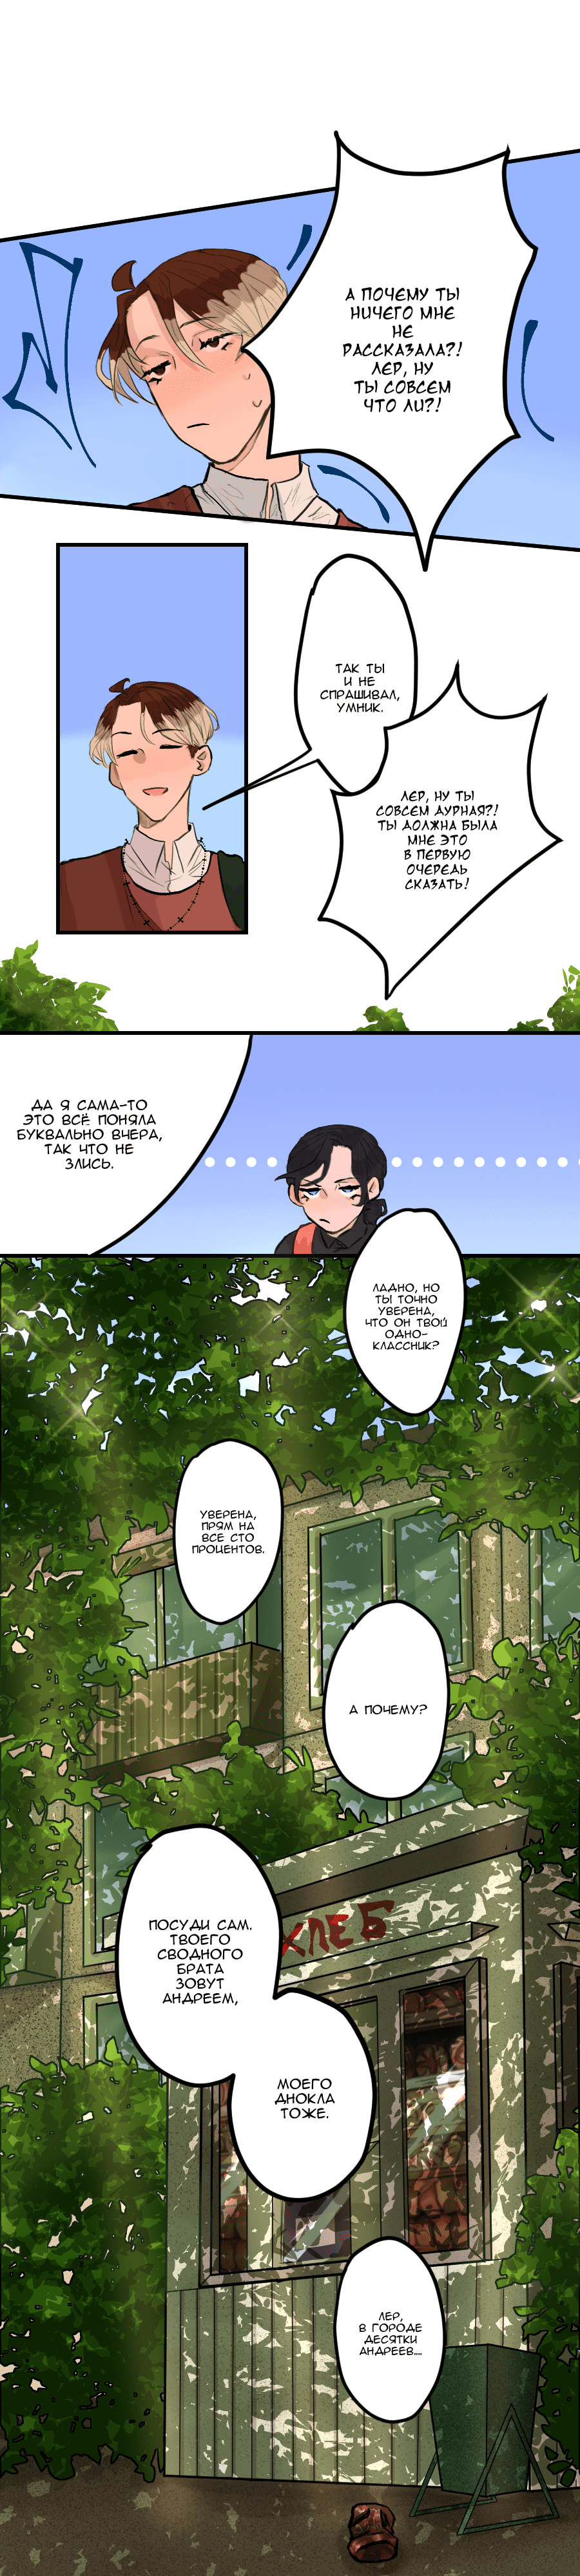 А ПОЧЕМУ ТЫ
НИЧЕГО МНЕ
НЕ
РАССКАЗАЛА?!
ЛЕР, НУ
ТЫ СОВСЕМ
ЧТО ЛИ?!
ТАК ТЫ
И НЕ
СПРАШИВАЛ,
УМНИК.
ЛЕР, НУ ТЫ
СОВСЕМ ДУРНАЯ?!
ТЫ ДОЛЖНА БЫЛА
МНЕ ЭТО
В ПЕРВУЮ
ОЧЕРЕДЬ
СКАЗАТЬ!
ДА Я САМА-ТО
ЭТО ВСЁ ПОНЯЛА
БУКВАЛЬНО ВЧЕРА,
ТАК ЧТО НЕ
ЗЛИСЬ.
ЛАДНО, НО
ТЫ ТОЧНО
УВЕРЕНА,
ЧТО ОН ТВОЙ
ОДНО-
КЛАССНИК?
УВЕРЕНА,
ПРЯМ НА
ВСЕ СТО
ПРОЦЕНТОВ.
А ПОЧЕМУ?
ПОСУДИ САМ.
ТВОЕГО
СВОДНОГО
БРАТА
ЗОВУТ
АНДРЕЕМ,
ХЛЕБ
МОЕГО
ДНОКЛА
ТОЖЕ.
ЛЕР,
В ГОРОДЕ
ДЕСЯТКИ
АНДРЕЕВ....